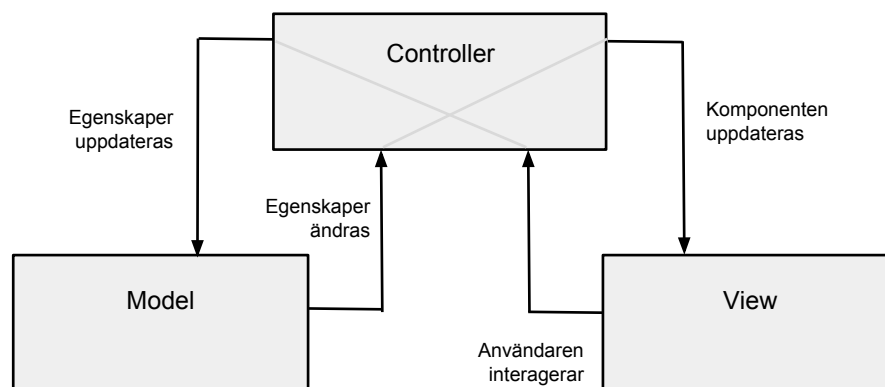 Controller
Egenskaper
uppdateras
Komponenten
uppdateras
Egenskaper
ändras
Model
View
Användaren
interagerar